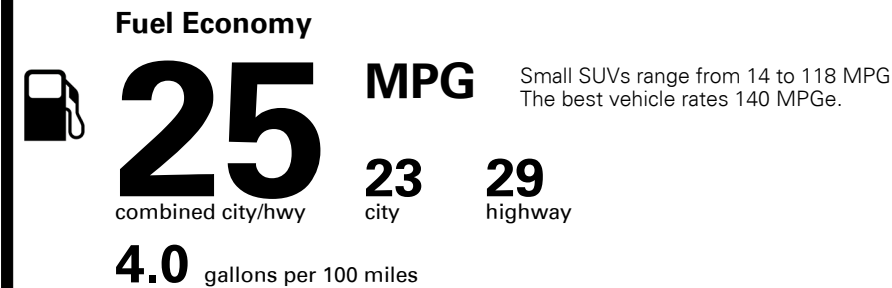 Fuel Economy
25 MPG
Small SUVs range from 14 to 118 MPG
The best vehicle rates 140 MPGe.
combined city/hwy
23 city
29 highway
4.0 gallons per 100 miles